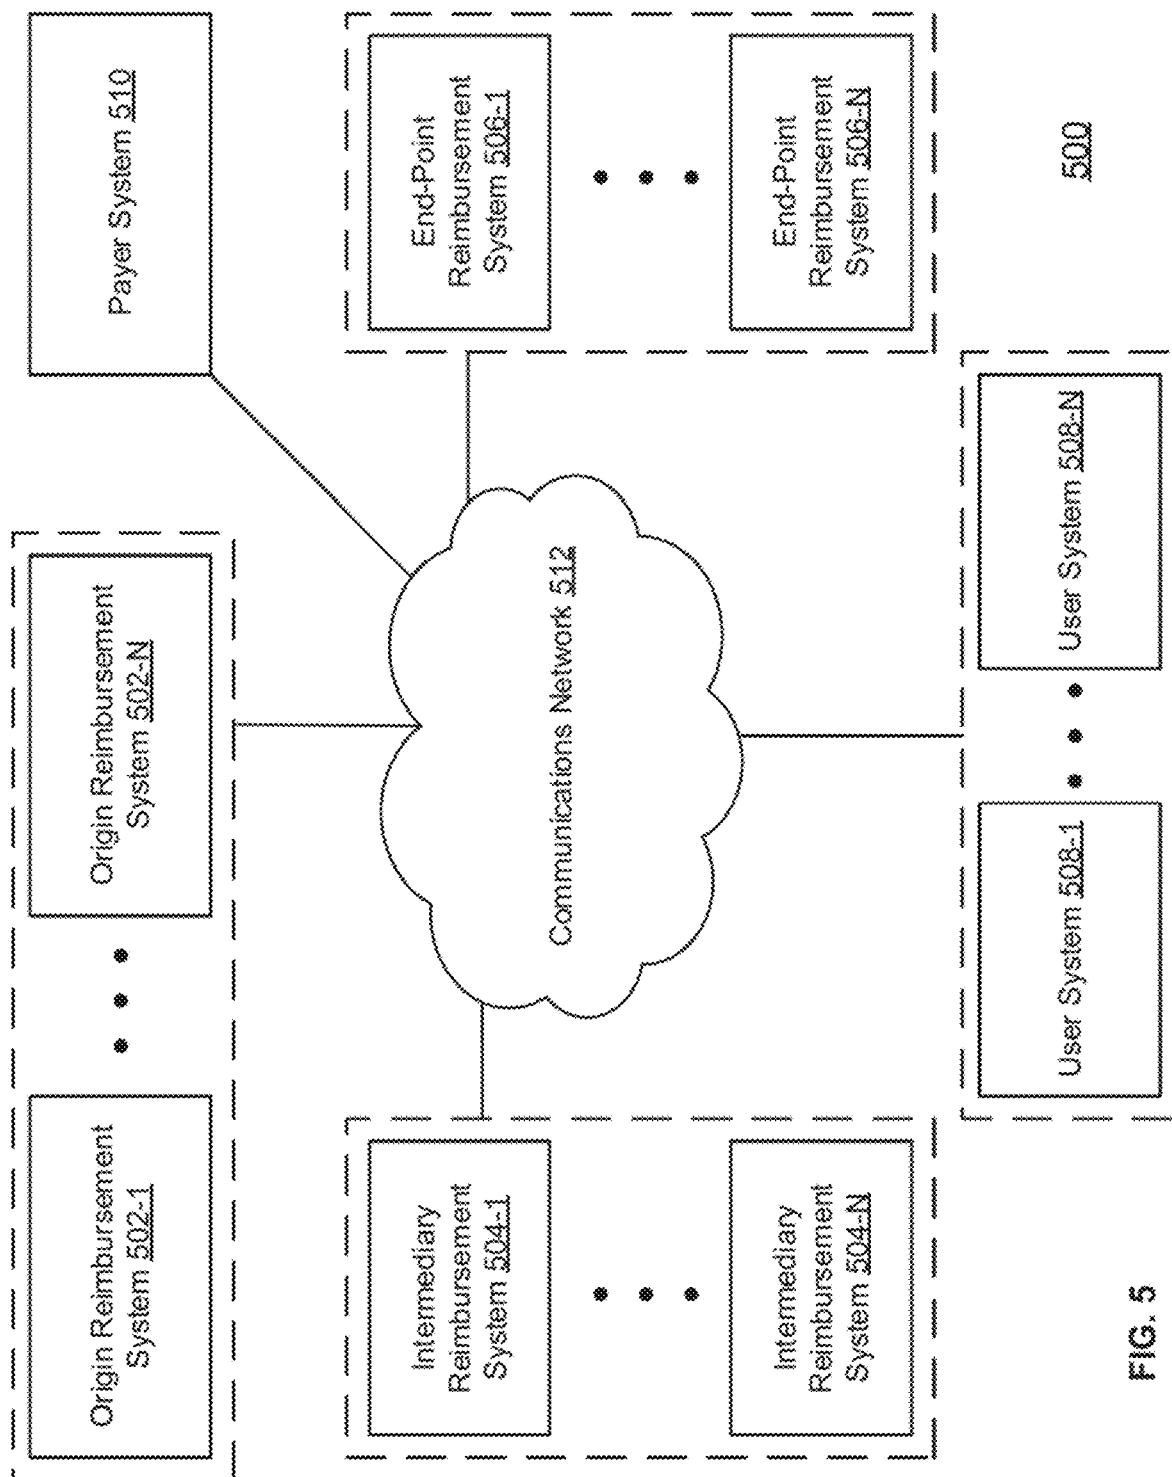 Origin Reimbursement
System 502-1
Origin Reimbursement
System 502-N
Payer System 510
Intermediary
Reimbursement
System 504-1
Intermediary
Reimbursement
System 504-N
Communications Network 512
End-Point
Reimbursement
System 506-1
End-Point
Reimbursement
System 506-N
User System 508-1
User System 508-N
FIG. 5
500